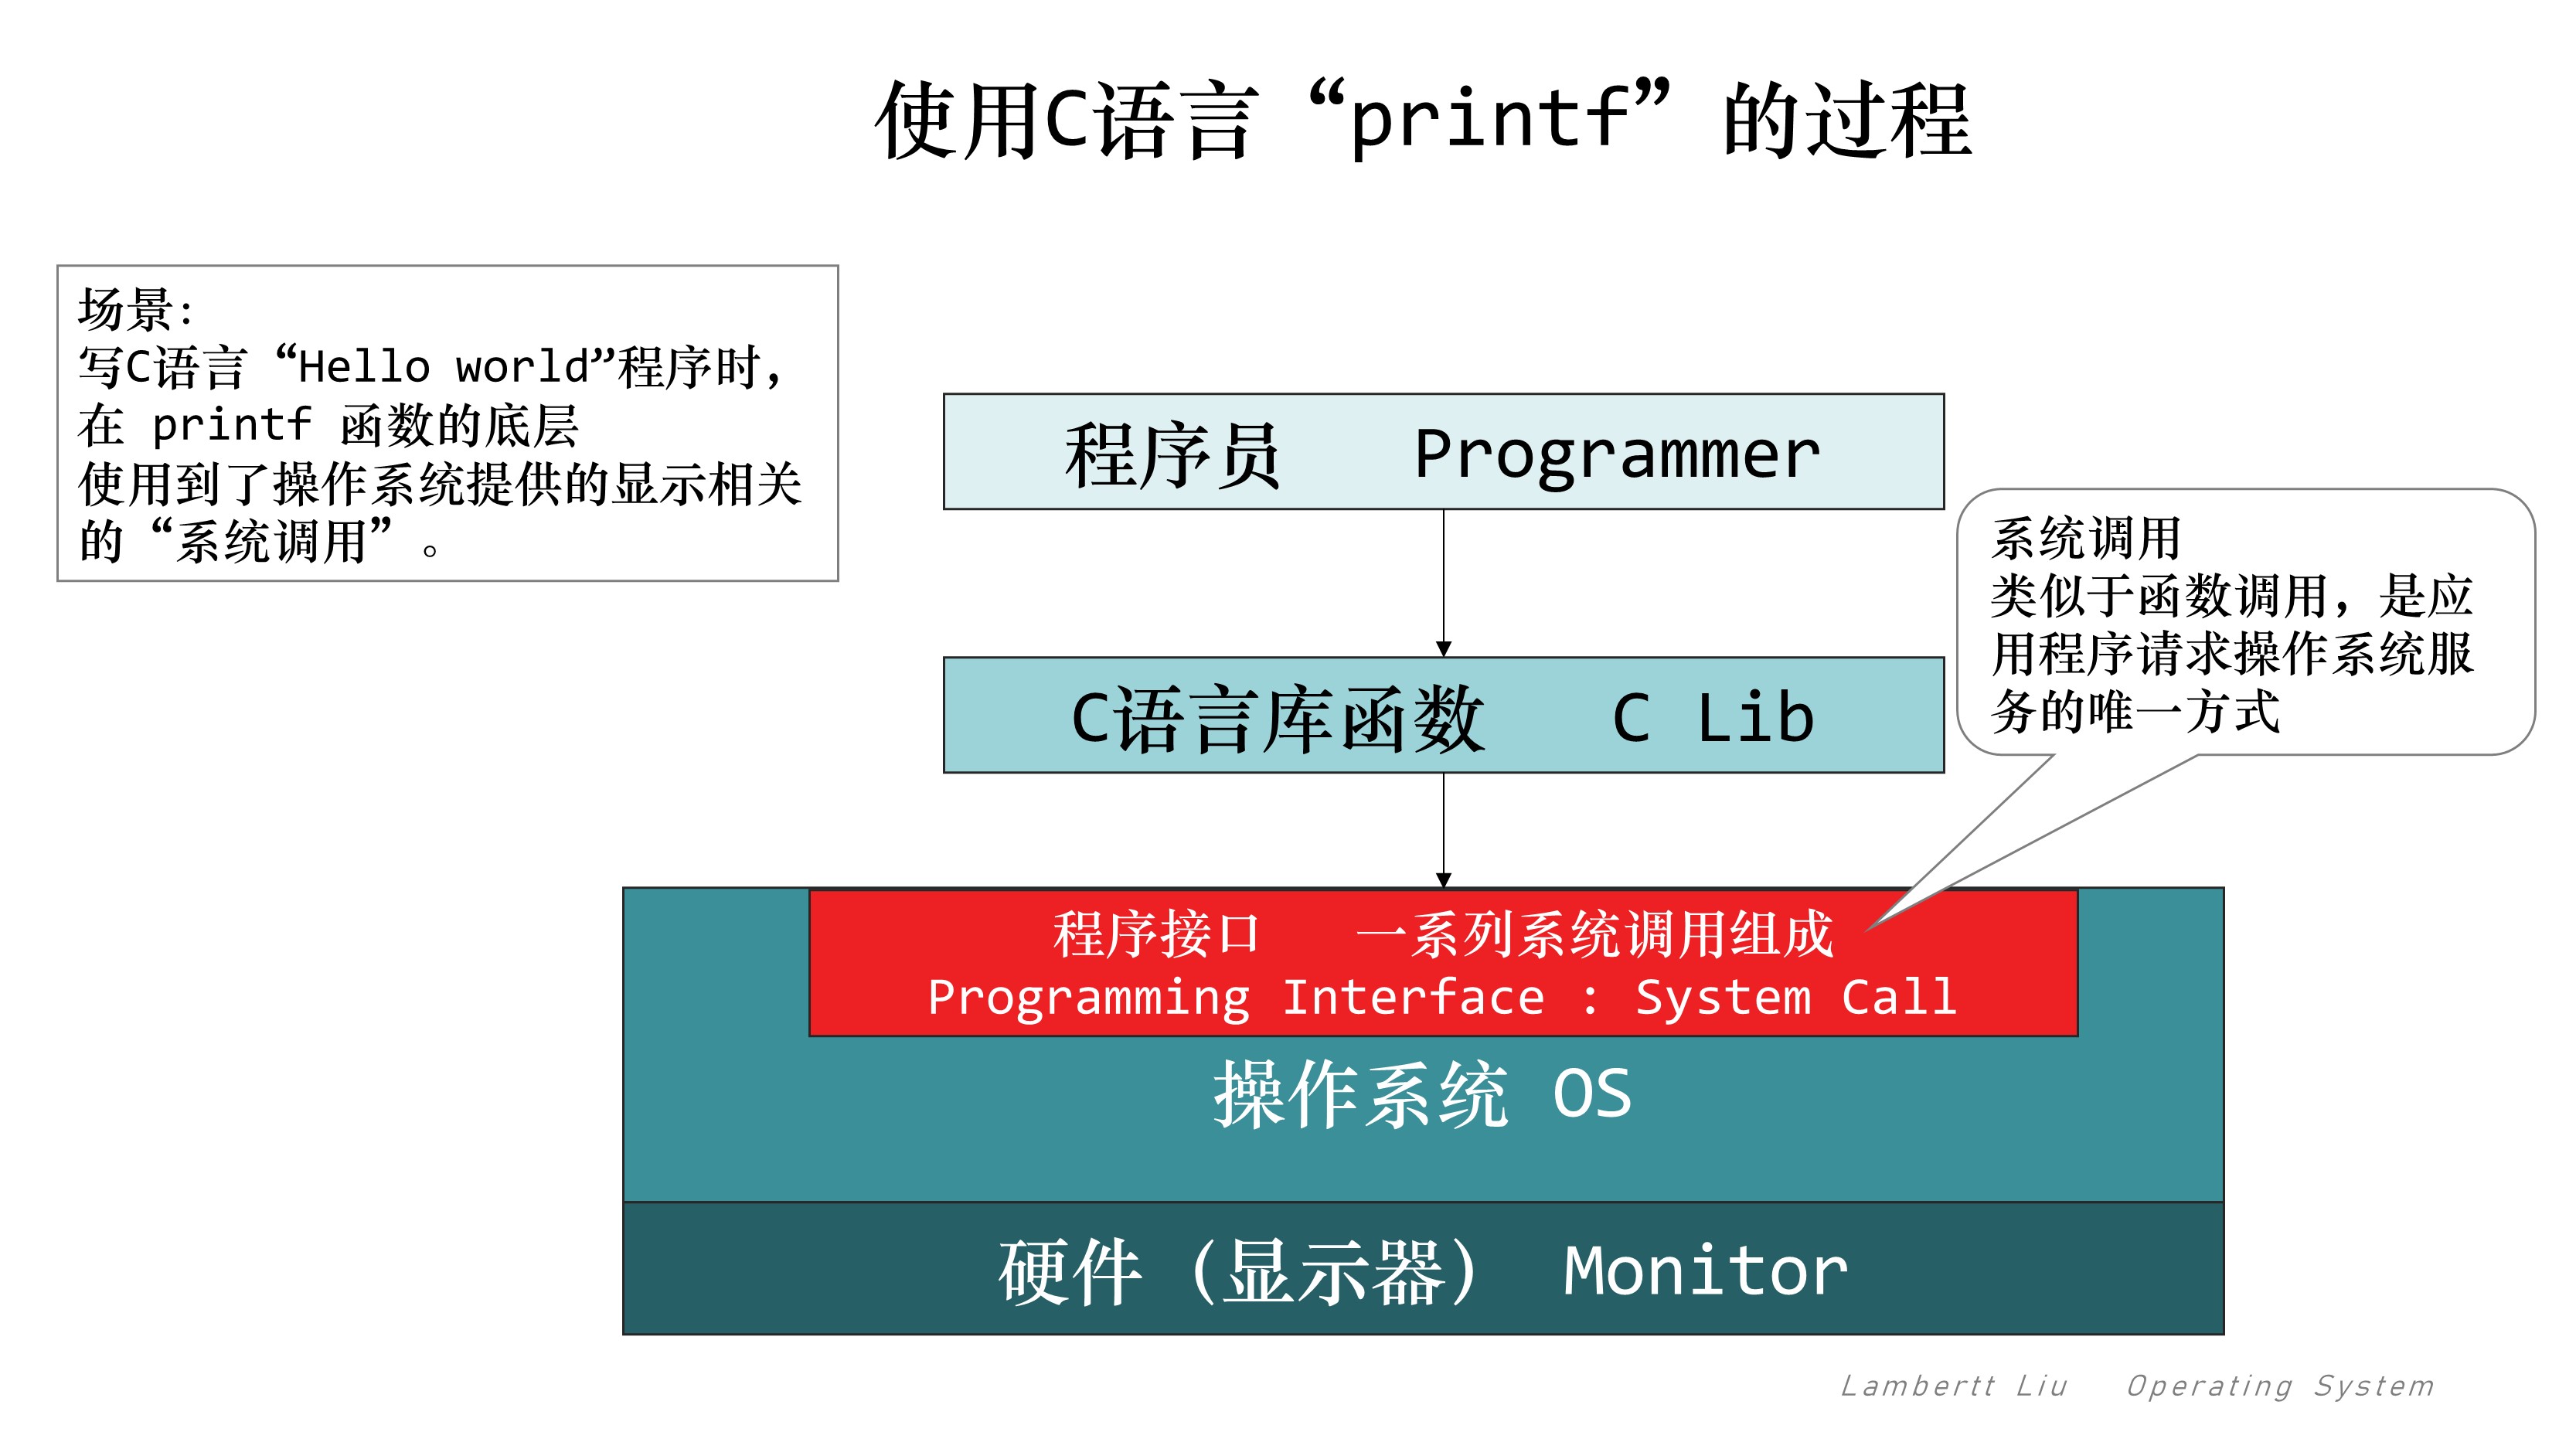 使用C语言“printf”的过程
场景：
写C语言“Hello world”程序时，
在 printf 函数的底层
使用到了操作系统提供的显示相关
的“系统调用”。
程序员 Programmer
系统调用
类似于函数调用，是应
用程序请求操作系统服
务的唯一方式
C语言库函数 C Lib
程序接口 一系列系统调用组成
Programming Interface : System Call
操作系统 OS
硬件（显示器） Monitor
Lambertt Liu Operating System